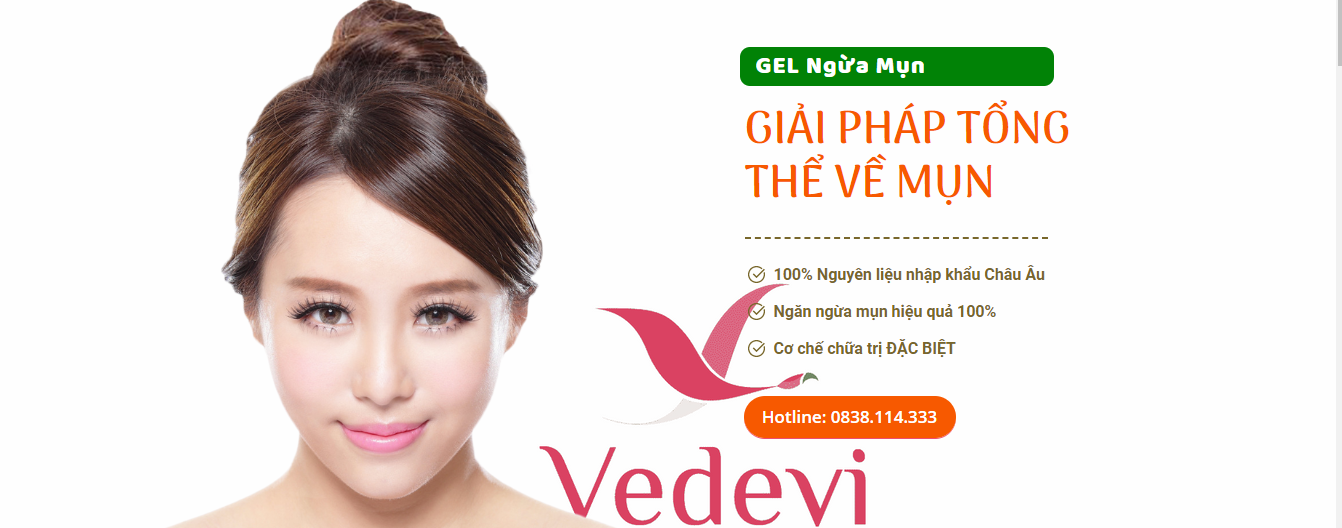 GEL Ngừa Mụn
GIẢI PHÁP TỔNG
THỂ VỀ MỤN
100% Nguyên liệu nhập khẩu Châu Âu
Ngăn ngừa mụn hiệu quả 100%
Cơ chế chữa trị ĐẶC BIỆT
Hotline: 0838.114.333
Vedevi